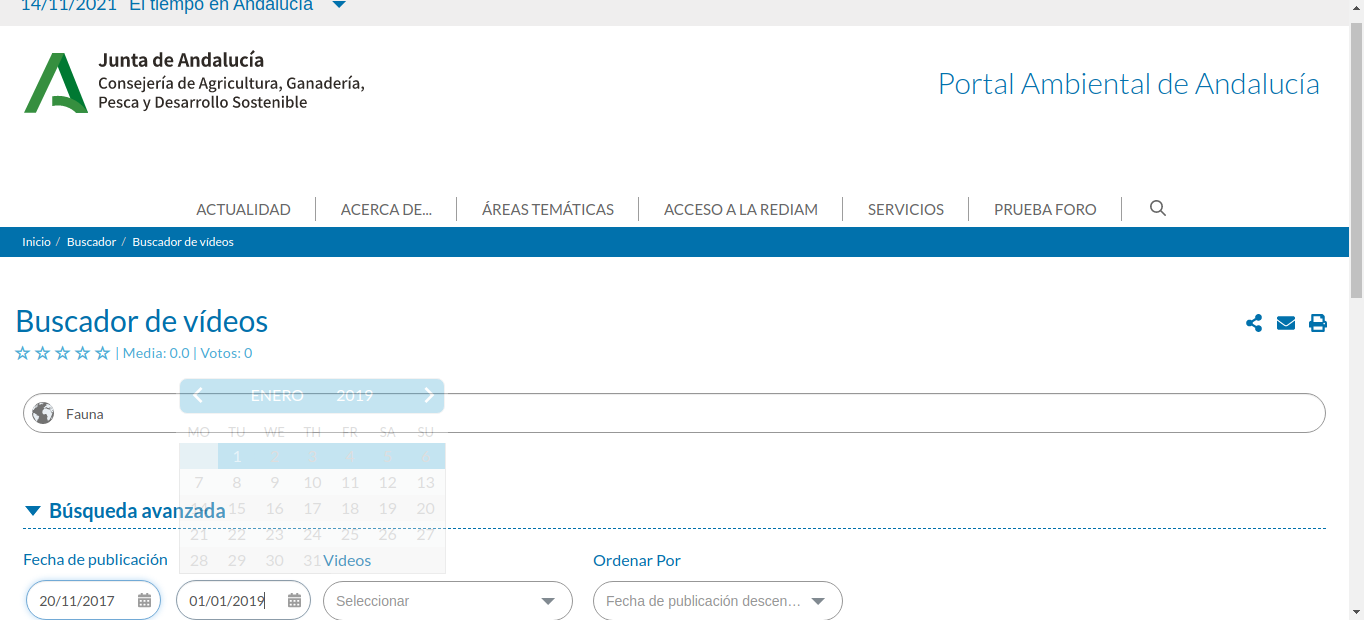 14/11/2021 El tiempo en Andalucía
Junta de Andalucía
Consejería de Agricultura, Ganadería,
Pesca y Desarrollo Sostenible
Portal Ambiental de Andalucía
ACTUALIDAD ACERCA DE... ÁREAS TEMÁTICAS ACCESO A LA REDIAM SERVICIOS PRUEBA FORO
Inicio / Buscador / Buscador de vídeos
Buscador de vídeos
| Media: 0.0 | Votos: 0
ENERO 2019
Fauna
MO TU WE TH FR SA SU
1 2 3 4 5 6
7 8 9 10 11 12 13
Búsqueda avanzada
14 15 16 17 18 19 20
21 22 23 24 25 26 27
28 29 30 31
Fecha de publicación Videos Ordenar Por
20/11/2017 01/01/2019 Seleccionar Fecha de publicación descen...